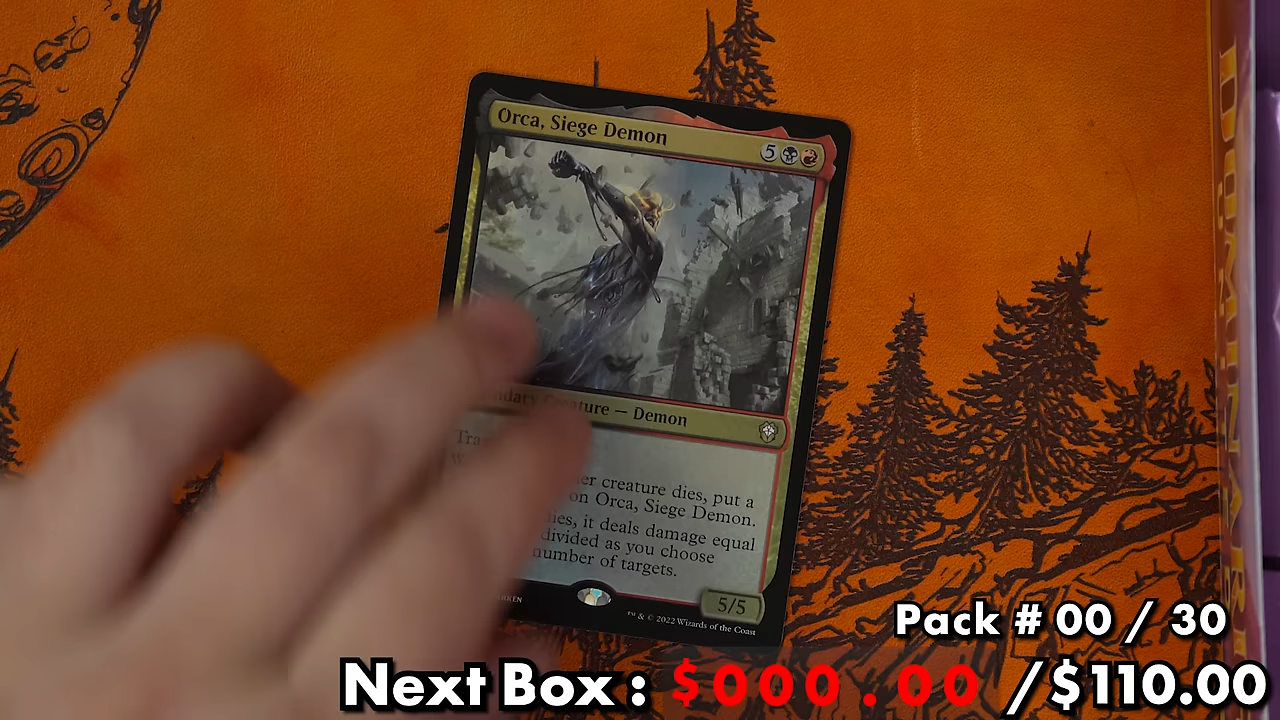 Orca, Siege Demon
5
Creature — Demon
creature dies, put a
on Orca, Siege Demon.
it deals damage equal
divided as you choose
number of targets.
5/5
™ & © 2022 Wizards of the Coast
Pack # 00 / 30
Next Box : $000.00 /$110.00